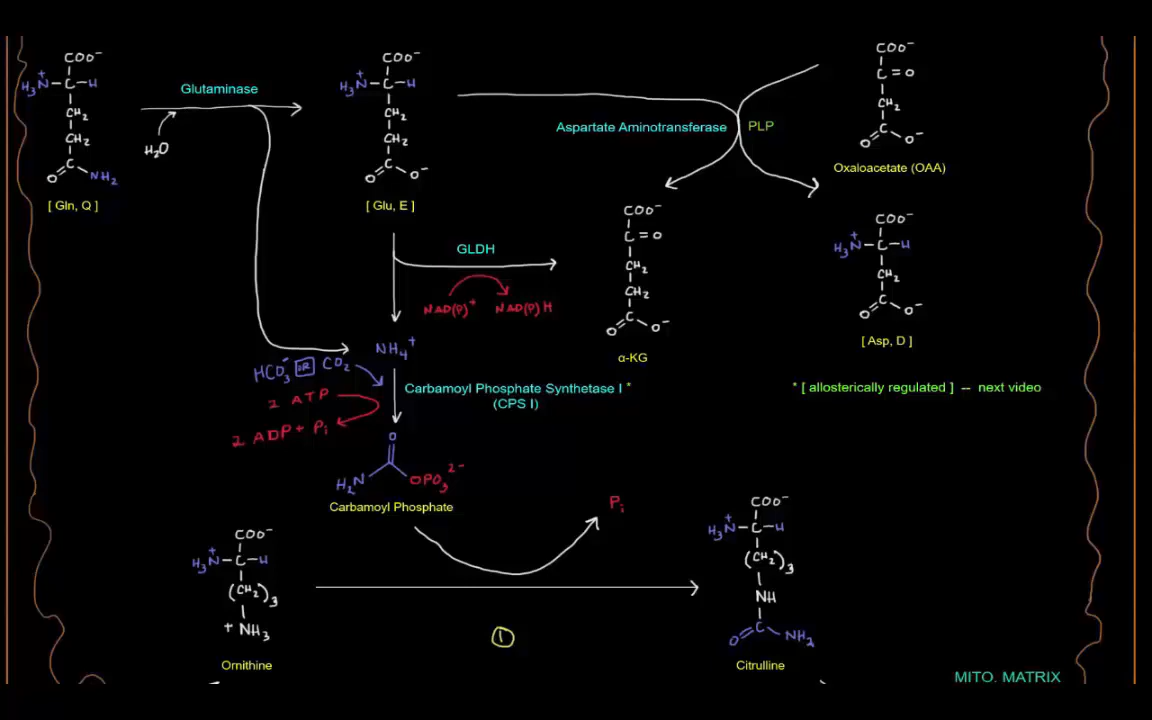 COO⁻
H₃N⁺ – C – H
CH₂
CH₂
O = C – NH₂
[ Gln, Q ]
Glutaminase
H₂O
COO⁻
H₃N⁺ – C – H
CH₂
CH₂
O = C – O⁻
[ Glu, E ]
Aspartate Aminotransferase
PLP
COO⁻
C = O
CH₂
O = C – O⁻
Oxaloacetate (OAA)
GLDH
NAD(P)⁺ NAD(P)H
COO⁻
C = O
CH₂
CH₂
O = C – O⁻
α-KG
COO⁻
H₃N⁺ – C – H
CH₂
O = C – O⁻
[ Asp, D ]
NH₄⁺
HCO₃⁻ OR CO₂
2 ATP
2 ADP + Pi
Carbamoyl Phosphate Synthetase I *
(CPS I)
* [ allosterically regulated ] -- next video
O
H₂N OPO₃²⁻
Carbamoyl Phosphate
Pi
COO⁻
H₃N⁺ – C – H
(CH₂)₃
+ NH₃
Ornithine
1
COO⁻
H₃N⁺ – C – H
(CH₂)₃
NH
O = C – NH₂
Citrulline
MITO. MATRIX